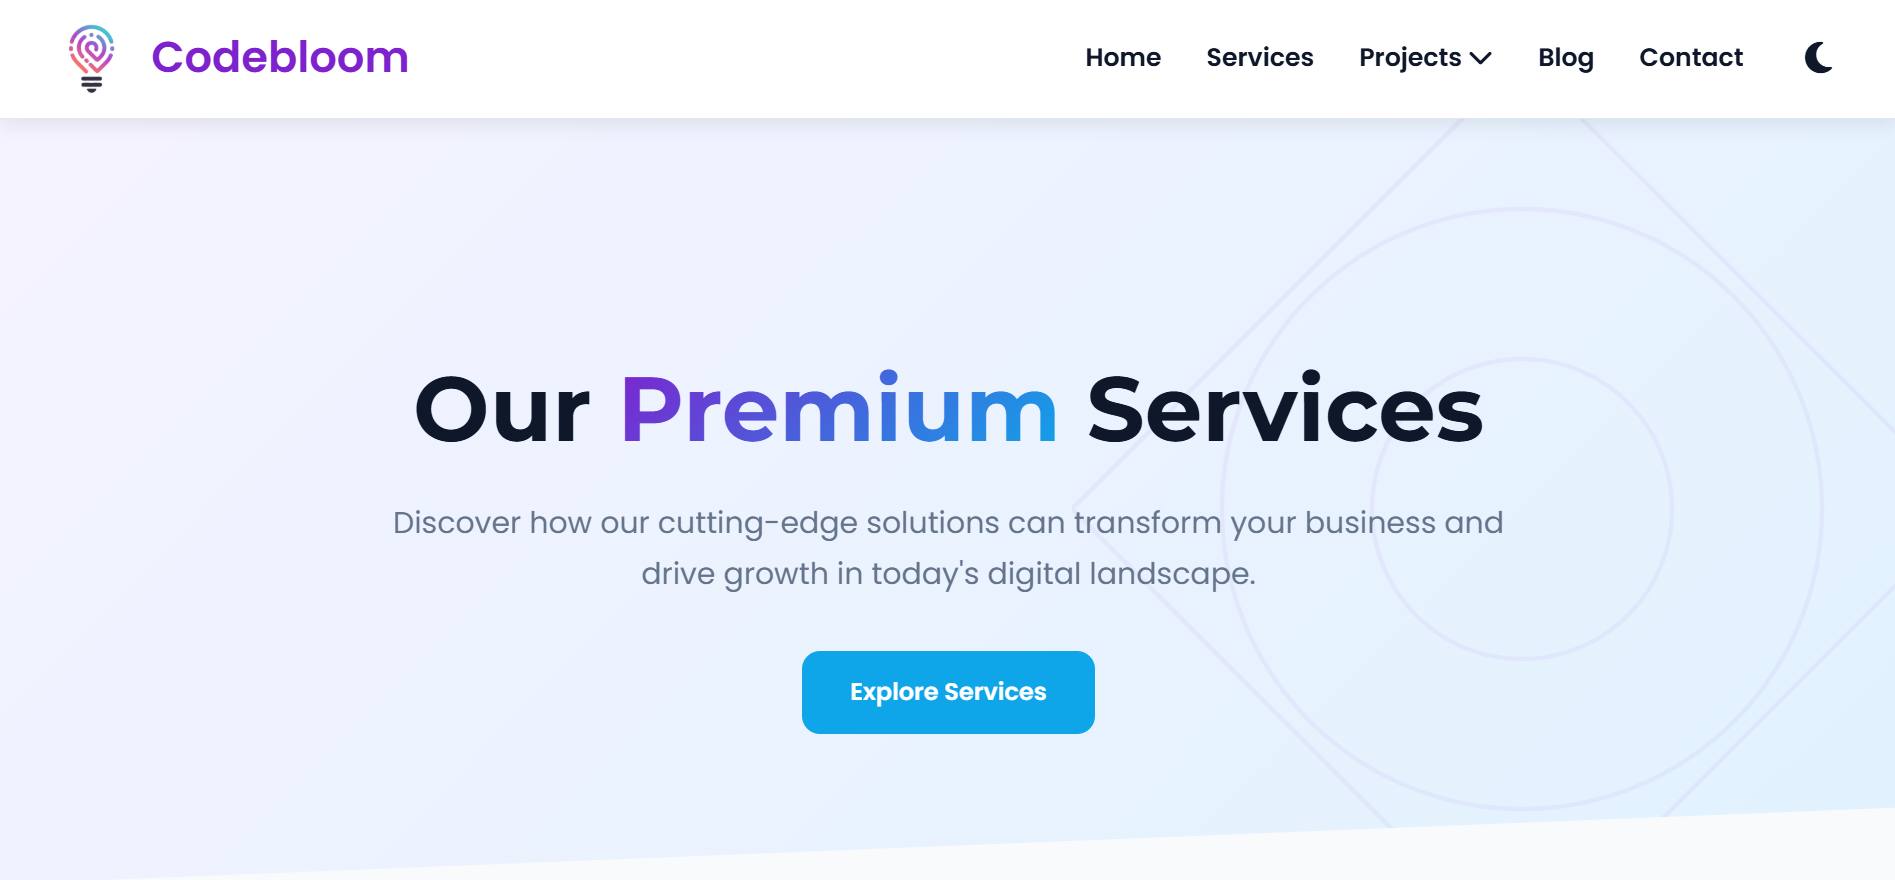 Codebloom
Home Services Projects Blog Contact
Our Premium Services
Discover how our cutting-edge solutions can transform your business and
drive growth in today's digital landscape.
Explore Services